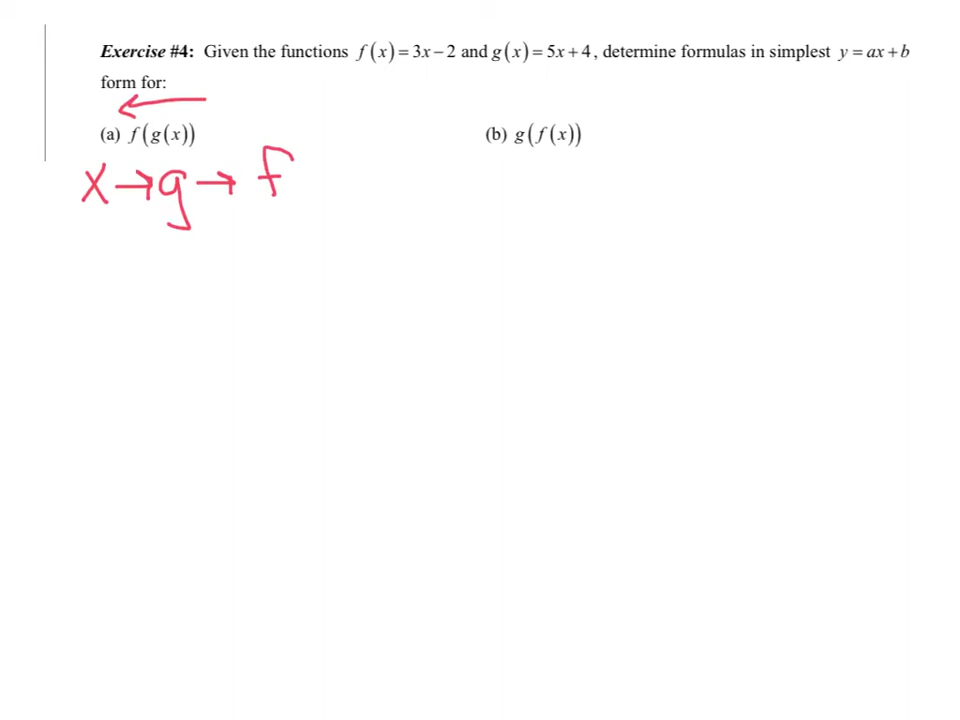 Exercise #4: Given the functions f(x)=3x−2 and g(x)=5x+4, determine formulas in simplest y=ax+b
form for:
(a) f(g(x))
(b) g(f(x))
x→g→f